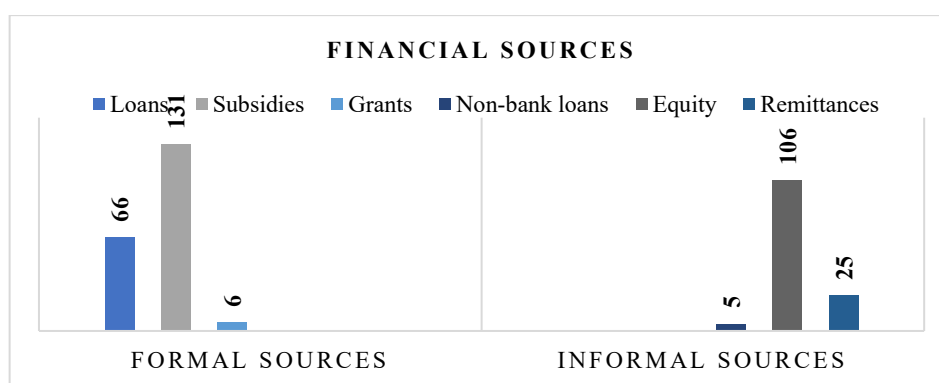 FINANCIAL SOURCES
Loans Subsidies Grants Non-bank loans Equity Remittances
66
131
6
5
106
25
FORMAL SOURCES INFORMAL SOURCES